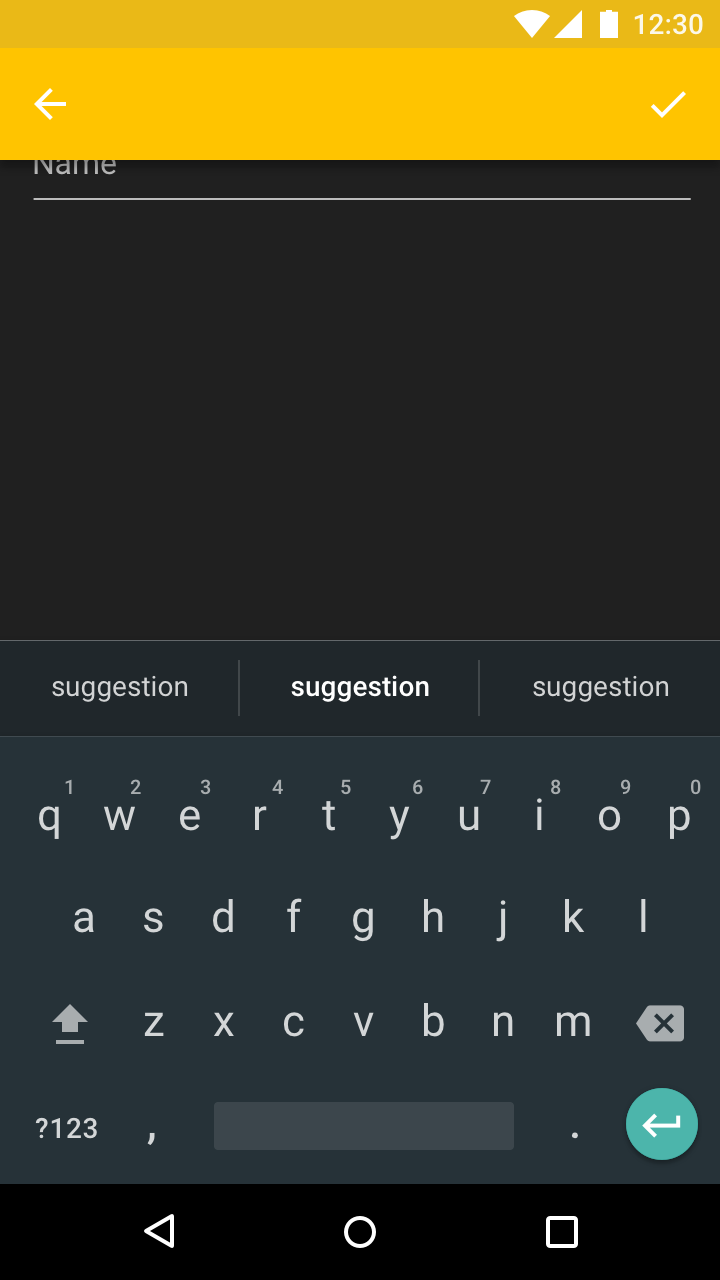 12:30
Name
suggestion suggestion suggestion
1 2 3 4 5 6 7 8 9 0
q w e r t y u i o p
a s d f g h j k l
z x c v b n m
?123 , .